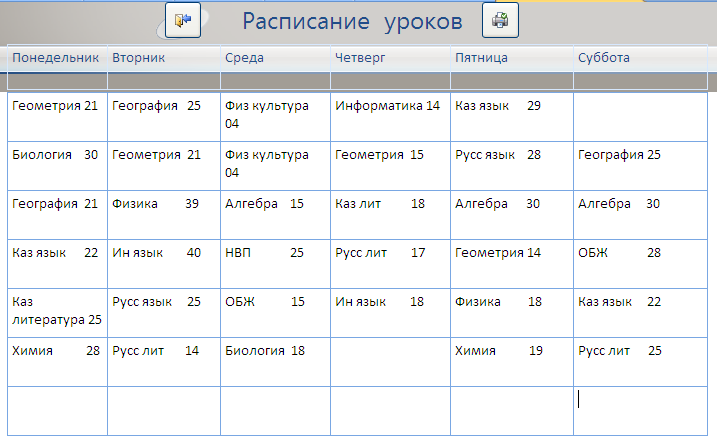 Расписание уроков
Понедельник Вторник Среда Четверг Пятница Суббота
Геометрия 21 География 25 Физ культура 04 Информатика 14 Каз язык 29
Биология 30 Геометрия 21 Физ культура 04 Геометрия 15 Русс язык 28 География 25
География 21 Физика 39 Алгебра 15 Каз лит 18 Алгебра 30 Алгебра 30
Каз язык 22 Ин язык 40 НВП 25 Русс лит 17 Геометрия 14 ОБЖ 28
Каз литература 25 Русс язык 25 ОБЖ 15 Ин язык 18 Физика 18 Каз язык 22
Химия 28 Русс лит 14 Биология 18 Химия 19 Русс лит 25